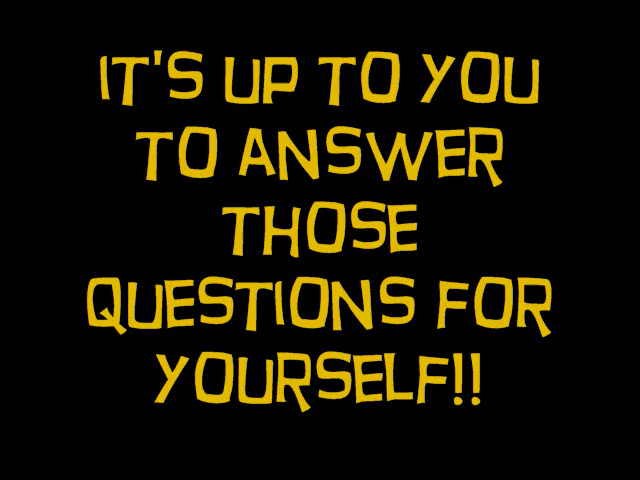 IT'S UP TO YOU
TO ANSWER
THOSE
QUESTIONS FOR
YOURSELF!!